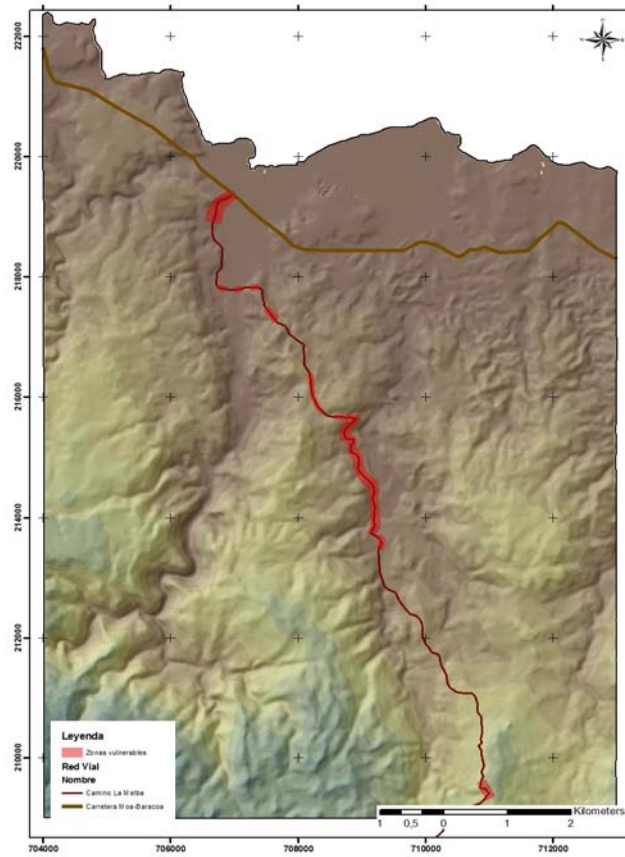 222000
220000
218000
216000
214000
212000
210000
Leyenda
Zonas vulnerables
Red Vial
Nombre
Camino La Melba
Carretera Moa-Baracoa
Kilometers
1 0,5 0 1 2
704000 706000 708000 710000 712000